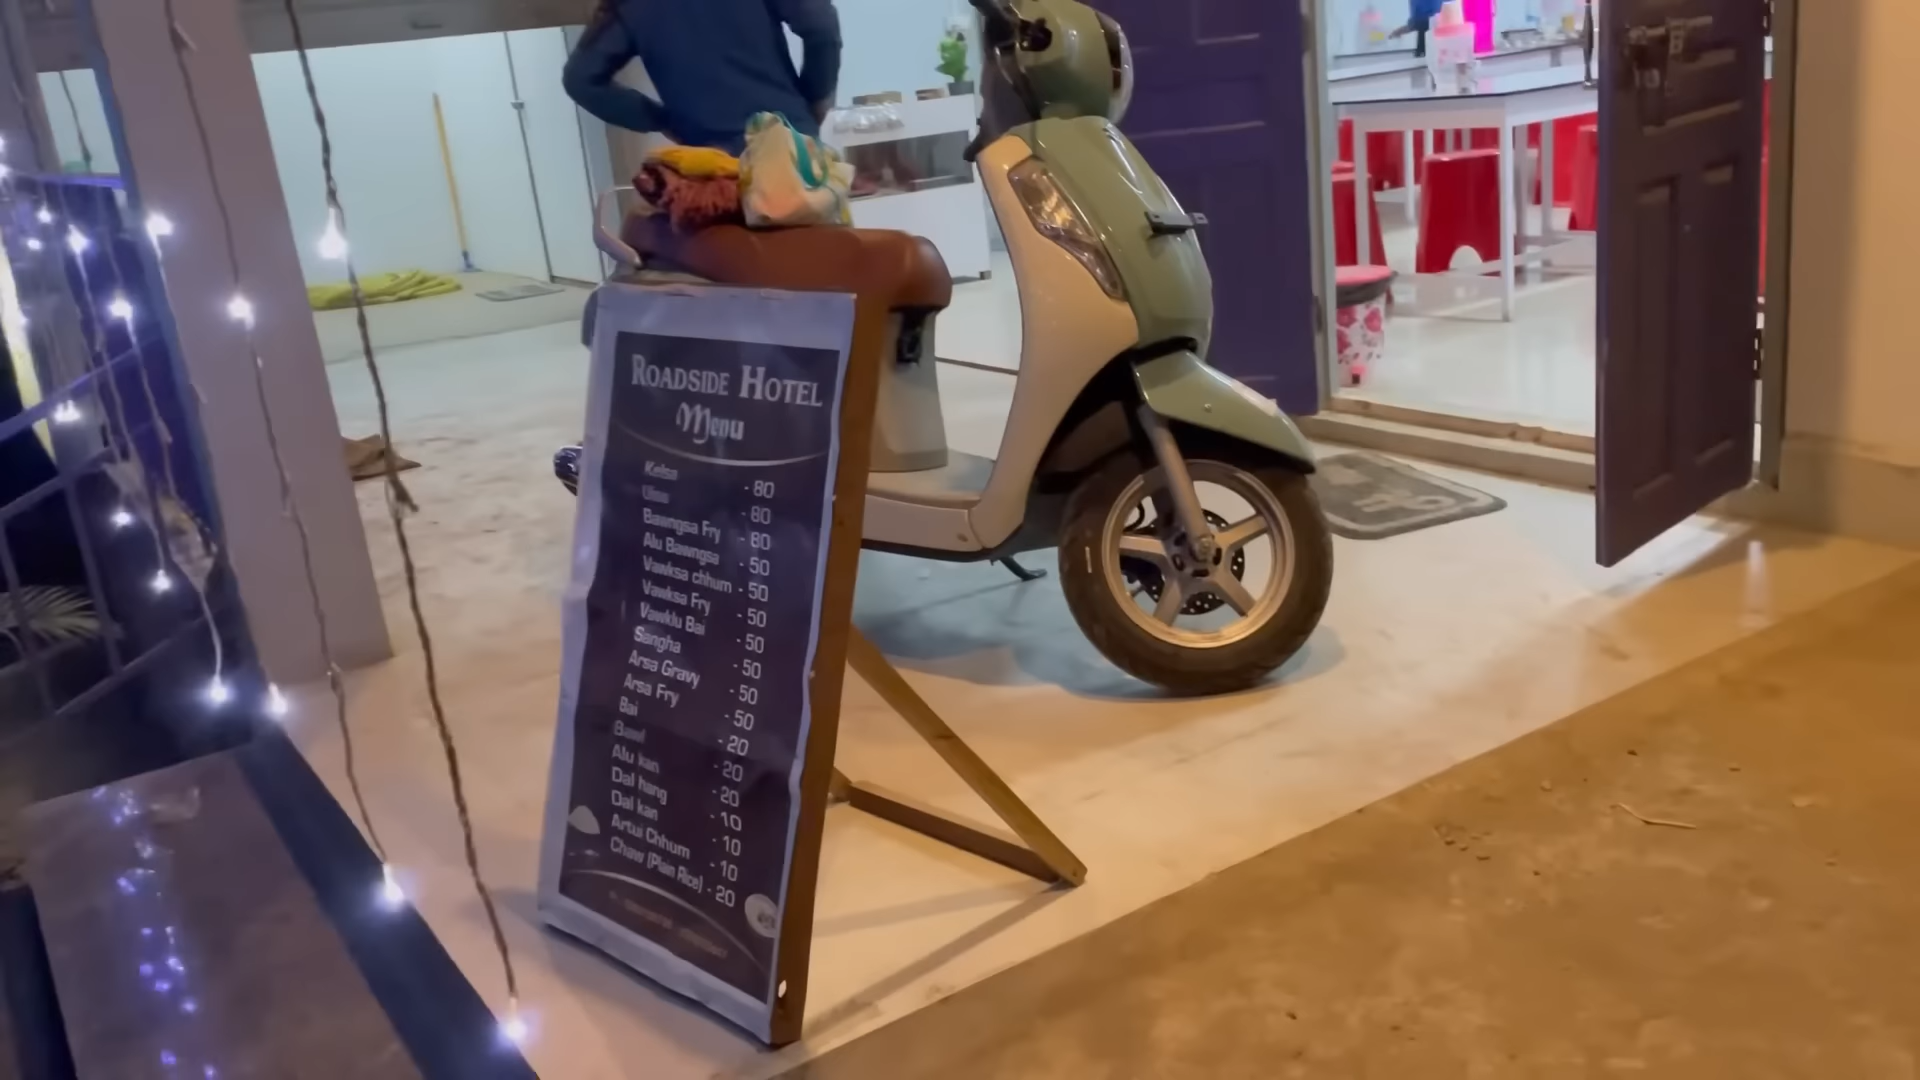 ROADSIDE HOTEL
Menu
Kelsa - 80
- 80
Bawngsa Fry - 80
Alu Bawngsa - 50
Vawksa chhum - 50
Vawksa Fry - 50
Vawklu Bai - 50
Sangha - 50
Arsa Gravy - 50
Arsa Fry - 50
Bai - 20
Bawl - 20
Alu kan - 20
Dal hang - 10
Dal kan - 10
Artui Chhum - 10
Chaw (Plain Rice) - 20